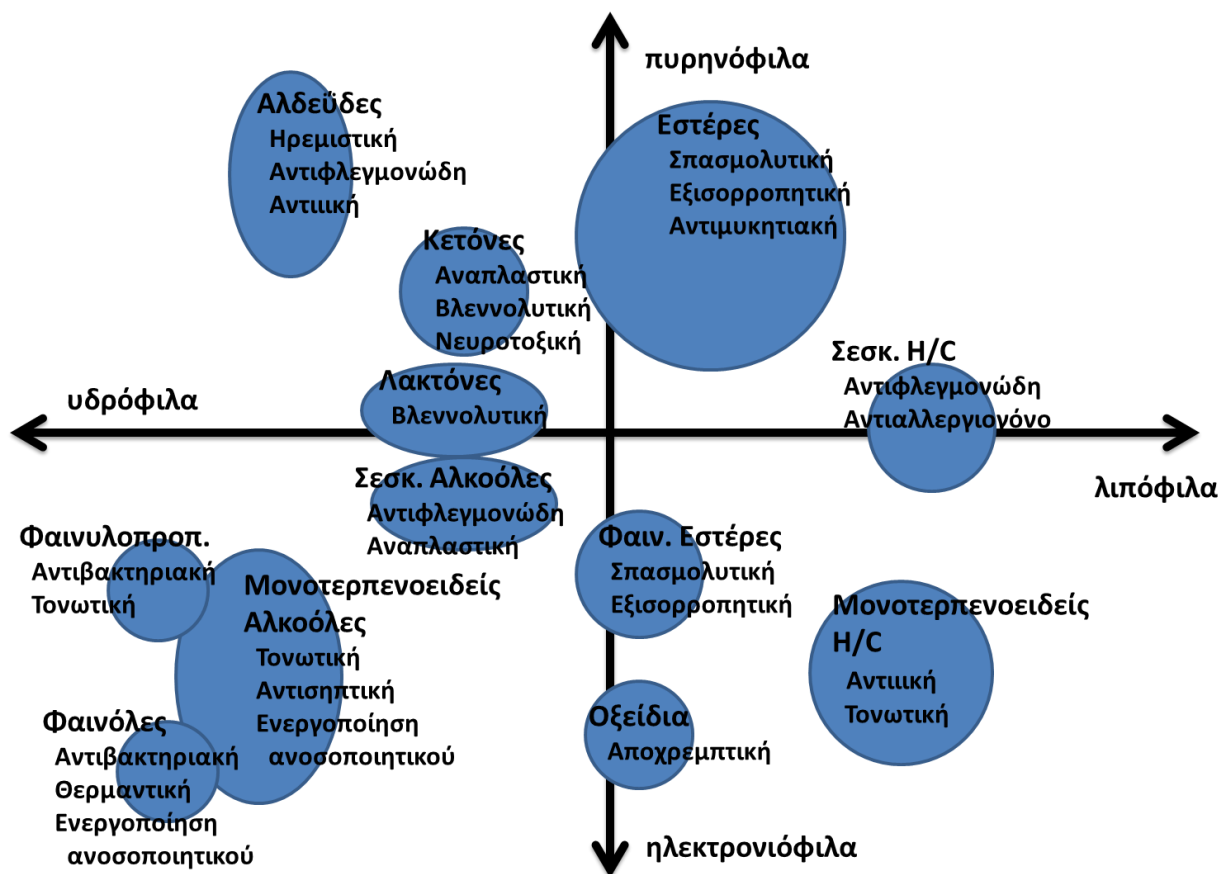 πυρηνόφιλα
Αλδεΰδες
Ηρεμιστική
Αντιφλεγμονώδη
Αντιιική
Εστέρες
Σπασμολυτική
Εξισορροπητική
Αντιμυκητιακή
Κετόνες
Αναπλαστική
Βλεννολυτική
Νευροτοξική
Σεσκ. H/C
Αντιφλεγμονώδη
Αντιαλλεργιογόνο
Λακτόνες
Βλεννολυτική
υδρόφιλα
λιπόφιλα
Σεσκ. Αλκοόλες
Αντιφλεγμονώδη
Αναπλαστική
Φαινυλοπροπ.
Αντιβακτηριακή
Τονωτική
Μονοτερπενοειδείς
Αλκοόλες
Τονωτική
Αντισηπτική
Ενεργοποίηση
ανοσοποιητικού
Φαιν. Εστέρες
Σπασμολυτική
Εξισορροπητική
Μονοτερπενοειδείς
H/C
Αντιιική
Τονωτική
Φαινόλες
Αντιβακτηριακή
Θερμαντική
Ενεργοποίηση
ανοσοποιητικού
Οξείδια
Αποχρεμπτική
ηλεκτρονιόφιλα